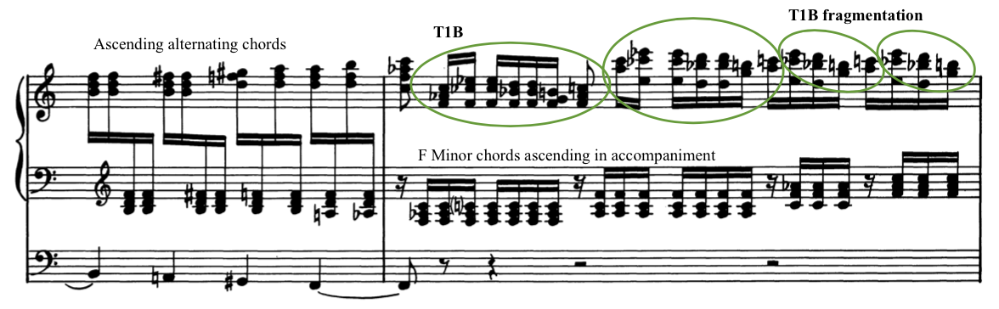 T1B fragmentation
Ascending alternating chords
T1B
F Minor chords ascending in accompaniment